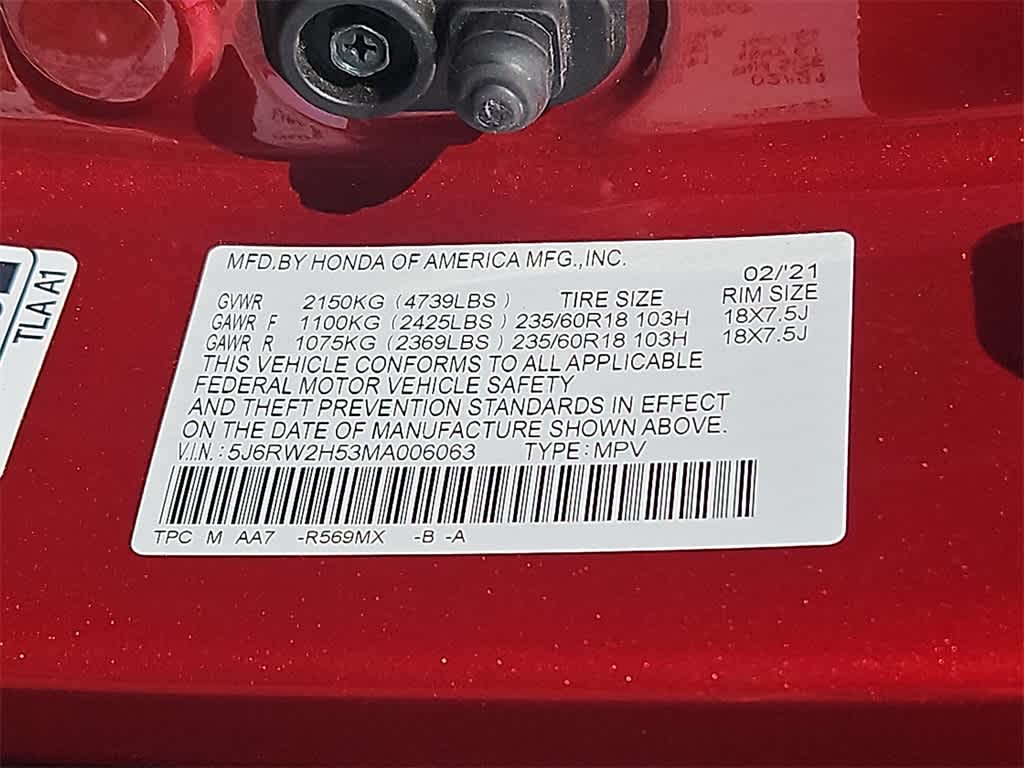 MFD.BY HONDA OF AMERICA MFG.,INC.
02/'21
GVWR 2150KG (4739LBS) TIRE SIZE RIM SIZE
GAWR F 1100KG (2425LBS) 235/60R18 103H 18X7.5J
GAWR R 1075KG (2369LBS) 235/60R18 103H 18X7.5J
THIS VEHICLE CONFORMS TO ALL APPLICABLE
FEDERAL MOTOR VEHICLE SAFETY
AND THEFT PREVENTION STANDARDS IN EFFECT
ON THE DATE OF MANUFACTURE SHOWN ABOVE.
V.I.N.: 5J6RW2H53MA006063 TYPE: MPV
TPC M AA7 -R569MX -B -A
TLA A1